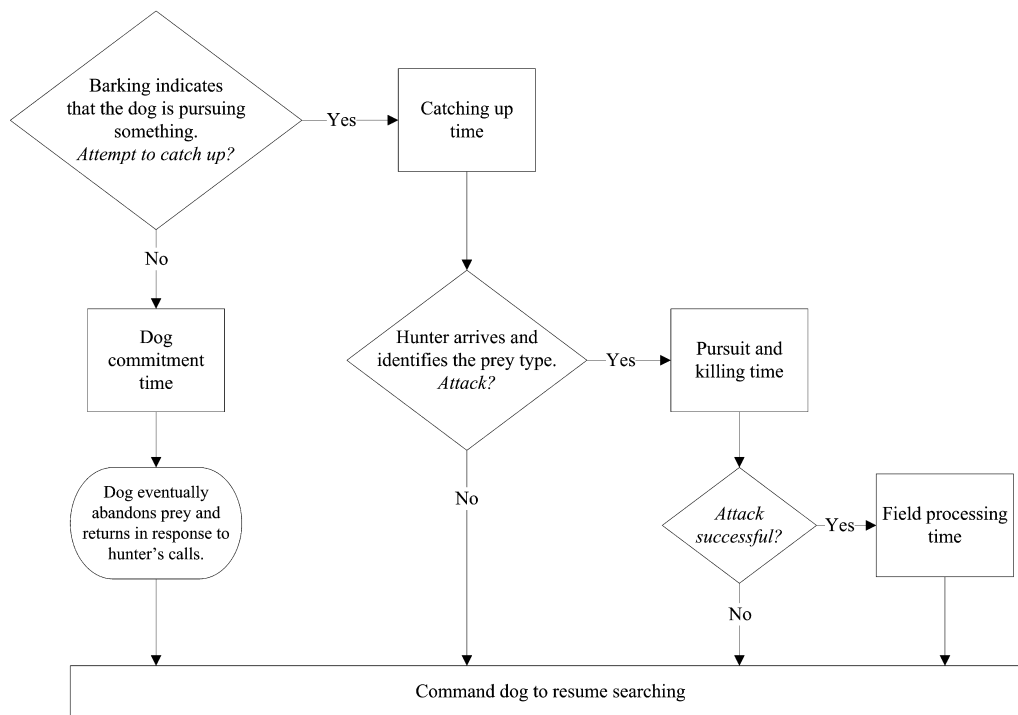 Barking indicates
that the dog is pursuing
something.
Attempt to catch up?
Yes
Catching up
time
No
Dog
commitment
time
Hunter arrives and
identifies the prey type.
Attack?
Yes
Pursuit and
killing time
Dog eventually
abandons prey and
returns in response to
hunter's calls.
No
Attack
successful?
Yes
Field processing
time
No
Command dog to resume searching